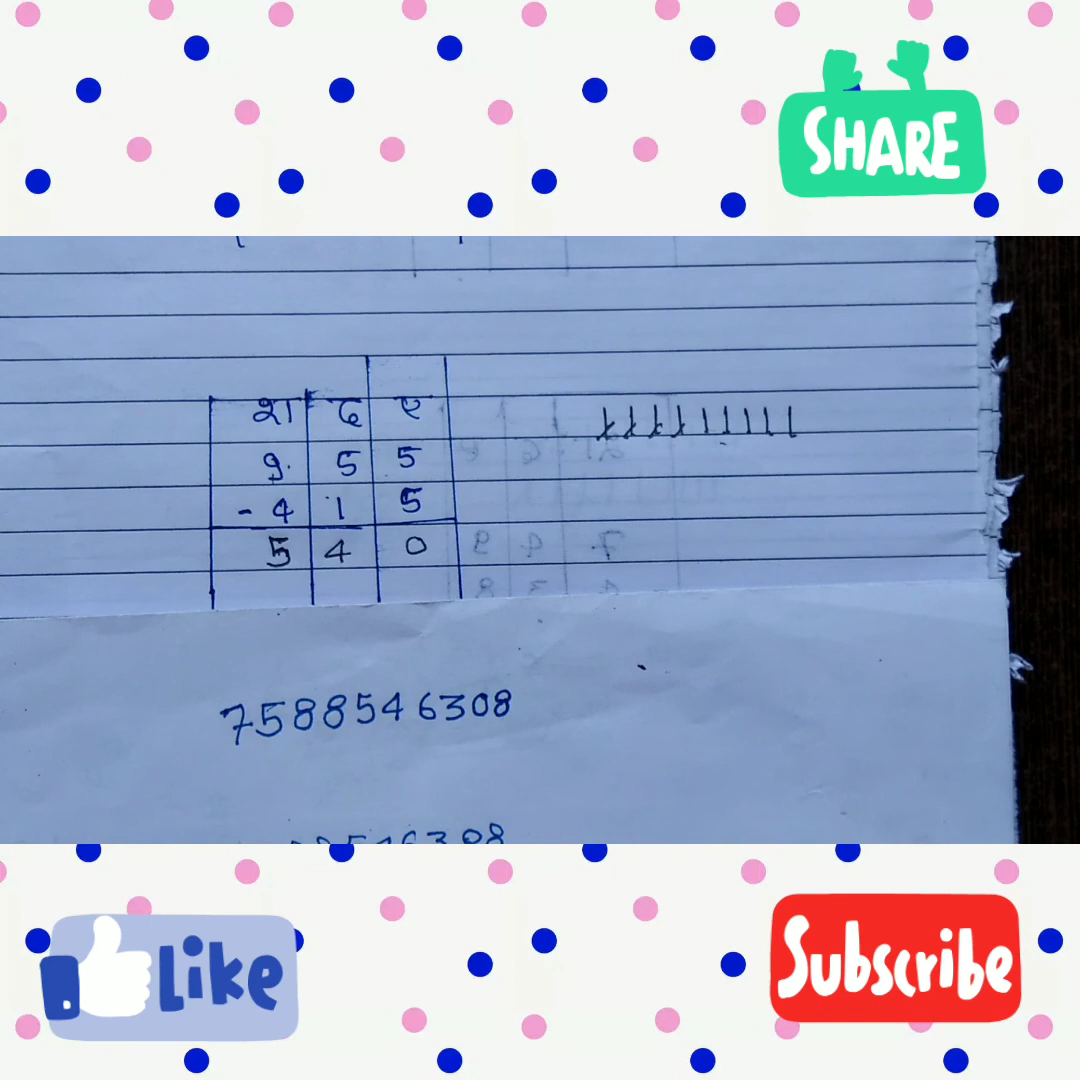 SHARE
श द ए
9 5 5
- 4 1 5
5 4 0
7588546308
Like
Subscribe